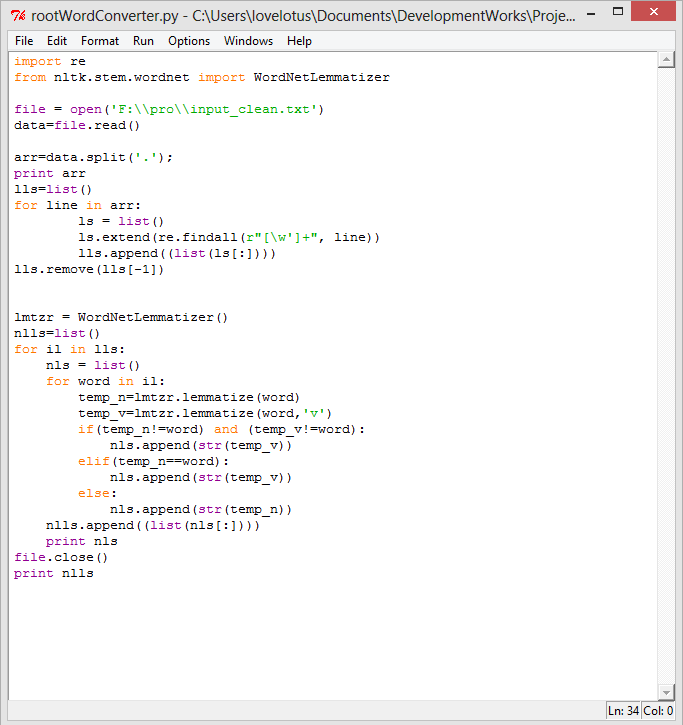 rootWordConverter.py - C:\Users\lovelotus\Documents\DevelopmentWorks\Proje...
File Edit Format Run Options Windows Help
import re
from nltk.stem.wordnet import WordNetLemmatizer

file = open('F:\\pro\\input_clean.txt')
data=file.read()

arr=data.split('.');
print arr
lls=list()
for line in arr:
        ls = list()
        ls.extend(re.findall(r"[\w']+", line))
        lls.append((list(ls[:])))
lls.remove(lls[-1])


lmtzr = WordNetLemmatizer()
nlls=list()
for il in lls:
    nls = list()
    for word in il:
        temp_n=lmtzr.lemmatize(word)
        temp_v=lmtzr.lemmatize(word,'v')
        if(temp_n!=word) and (temp_v!=word):
            nls.append(str(temp_v))
        elif(temp_n==word):
            nls.append(str(temp_v))
        else:
            nls.append(str(temp_n))
    nlls.append((list(nls[:])))
    print nls
file.close()
print nlls
Ln: 34 Col: 0